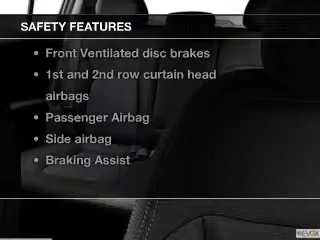 SAFETY FEATURES
• Front Ventilated disc brakes
• 1st and 2nd row curtain head
airbags
• Passenger Airbag
• Side airbag
• Braking Assist
EVOX